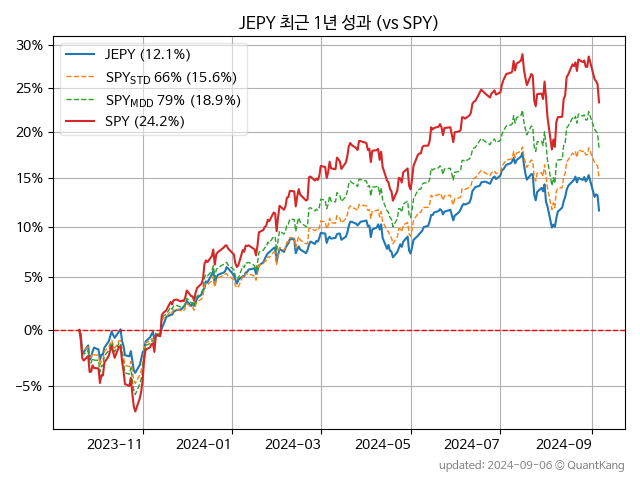 JEPY 최근 1년 성과 (vs SPY)
JEPY (12.1%)
SPY_STD 66% (15.6%)
SPY_MDD 79% (18.9%)
SPY (24.2%)
30%
25%
20%
15%
10%
5%
0%
−5%
2023−11
2024−01
2024−03
2024−05
2024−07
2024−09
updated: 2024-09-06 © QuantKang